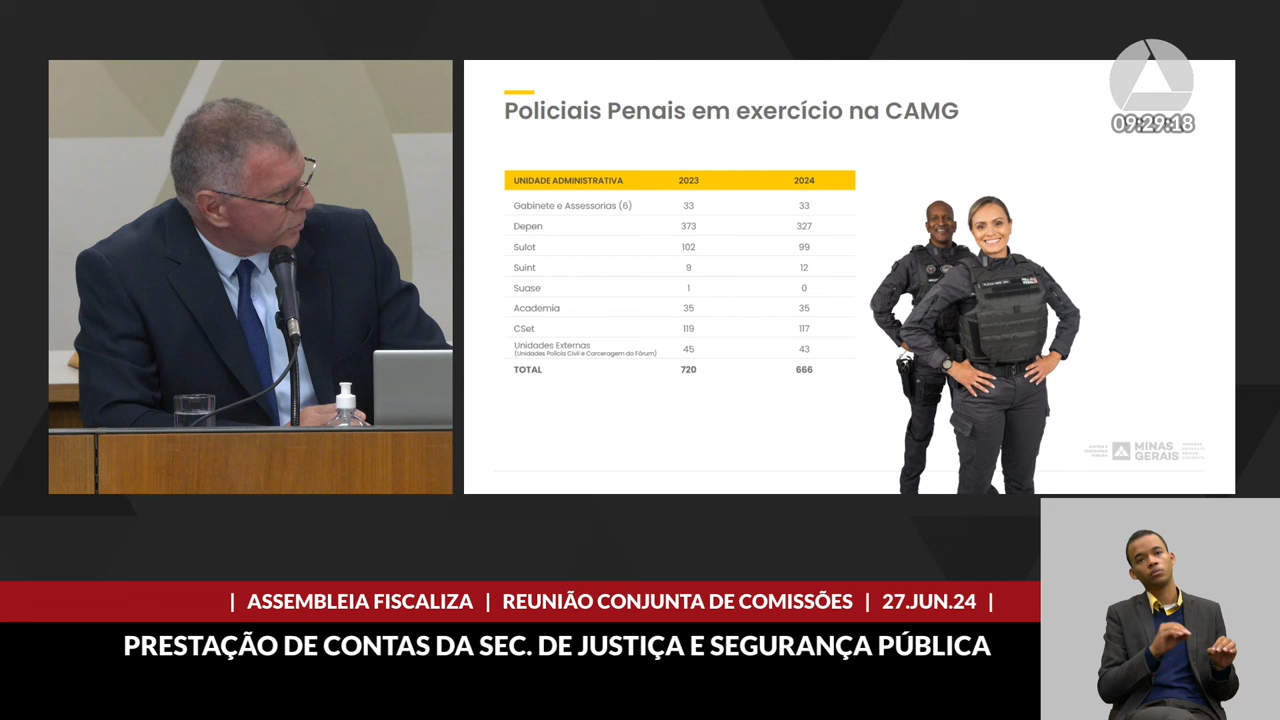 Policiais Penais em exercício na CAMG
09:29:18
UNIDADE ADMINISTRATIVA 2023 2024
Gabinete e Assessorias (6) 33 33
Depen 373 327
Sulot 102 99
Suint 9 12
Suase 1 0
Academia 35 35
CSet 119 117
Unidades Externas 45 43
(Unidades Polícia Civil e Carceragem do Fórum)
TOTAL 720 666
MINAS
GERAIS
| ASSEMBLEIA FISCALIZA | REUNIÃO CONJUNTA DE COMISSÕES | 27.JUN.24 |
PRESTAÇÃO DE CONTAS DA SEC. DE JUSTIÇA E SEGURANÇA PÚBLICA